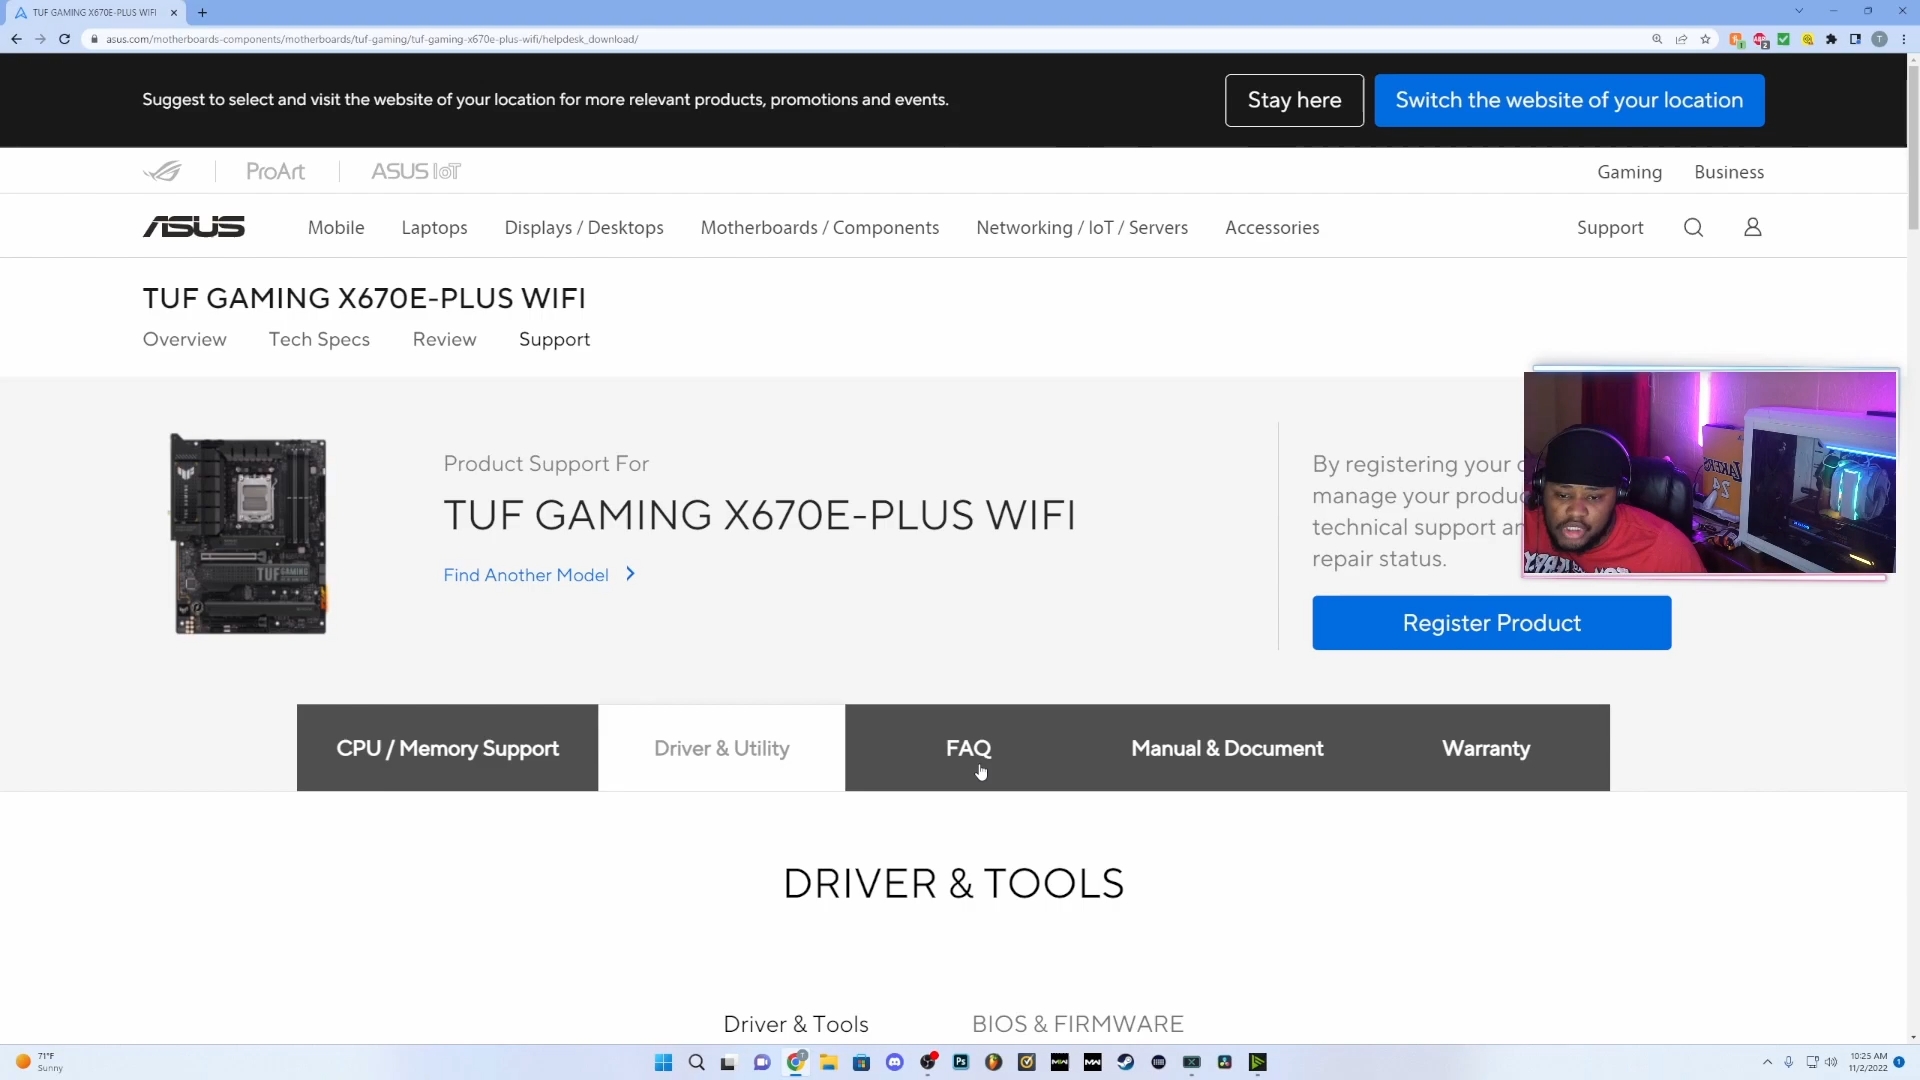 TUF GAMING X670E-PLUS WIFI
asus.com/motherboards-components/motherboards/tuf-gaming/tuf-gaming-x670e-plus-wifi/helpdesk_download/
Suggest to select and visit the website of your location for more relevant products, promotions and events.
Stay here
Switch the website of your location
ProArt
ASUS IoT
Gaming
Business
ASUS
Mobile
Laptops
Displays / Desktops
Motherboards / Components
Networking / IoT / Servers
Accessories
Support
TUF GAMING X670E-PLUS WIFI
Overview
Tech Specs
Review
Support
Product Support For
TUF GAMING X670E-PLUS WIFI
Find Another Model
By registering your
manage your produ
technical support a
repair status.
LAKERS
24
TUF GAMING
Register Product
CPU / Memory Support
Driver & Utility
FAQ
Manual & Document
Warranty
DRIVER & TOOLS
Driver & Tools
BIOS & FIRMWARE
71°F
Sunny
10:25 AM
11/2/2022